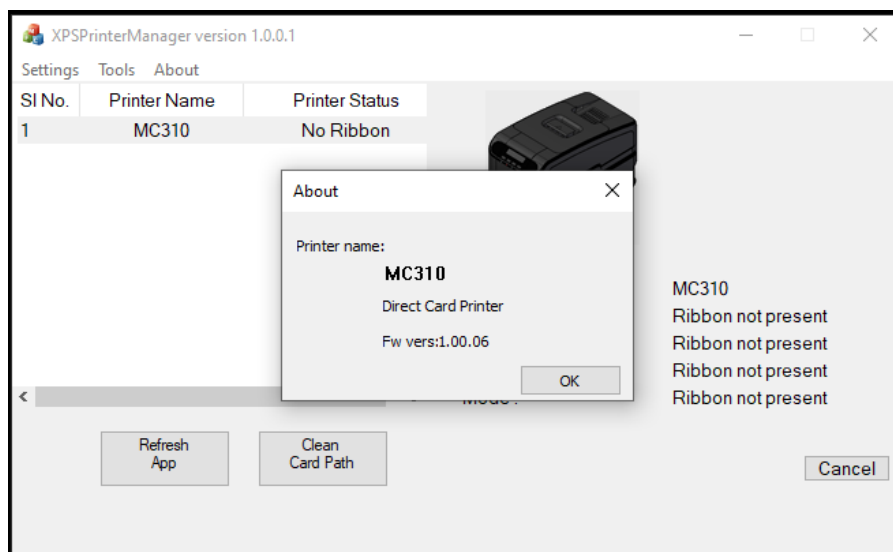 XPSPrinterManager version 1.0.0.1
Settings Tools About
SI No. Printer Name Printer Status
1 MC310 No Ribbon
About
Printer name:
MC310
Direct Card Printer
Fw vers:1.00.06
OK
MC310
Ribbon not present
Ribbon not present
Ribbon not present
Ribbon not present
Refresh
App
Clean
Card Path
Cancel